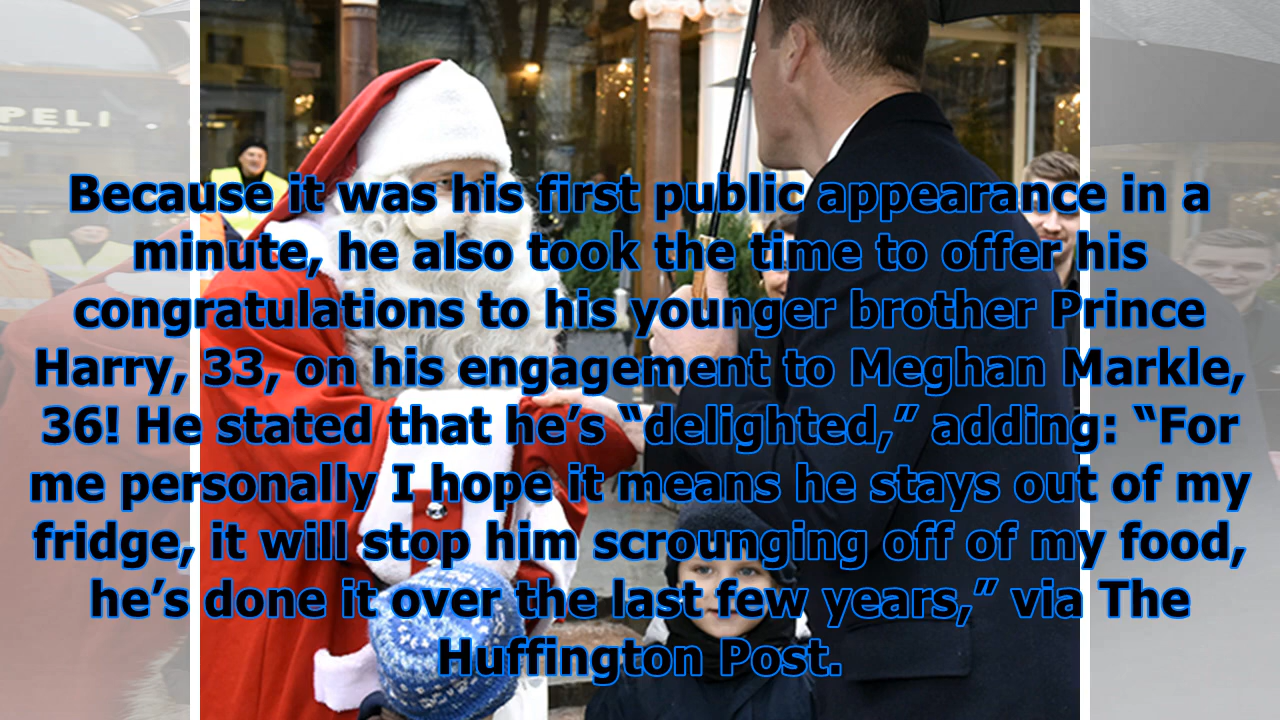 PELI
Because it was his first public appearance in a
minute, he also took the time to offer his
congratulations to his younger brother Prince
Harry, 33, on his engagement to Meghan Markle,
36! He stated that he’s “delighted,” adding: “For
me personally I hope it means he stays out of my
fridge, it will stop him scrounging off of my food,
he’s done it over the last few years,” via The
Huffington Post.